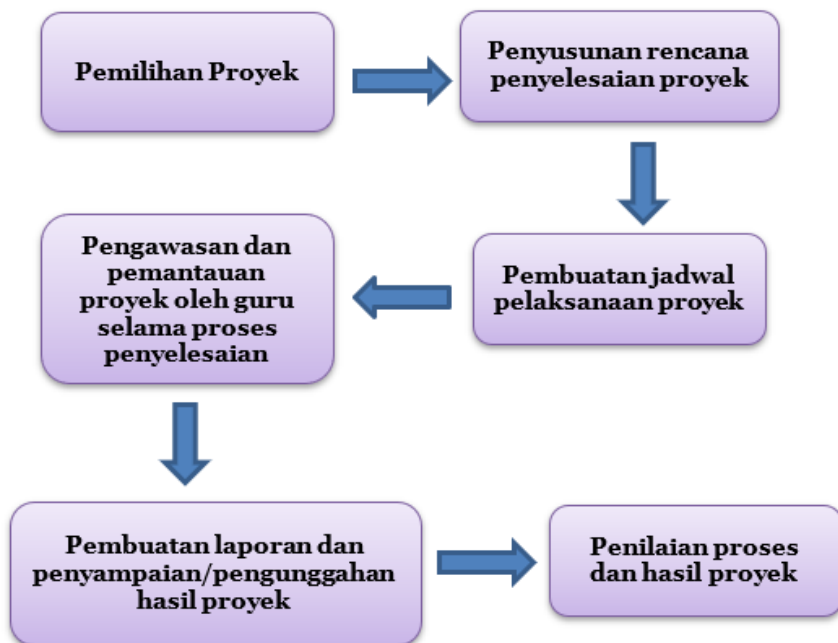 Pemilihan Proyek
Penyusunan rencana
penyelesaian proyek
Pembuatan jadwal
pelaksanaan proyek
Pengawasan dan
pemantauan
proyek oleh guru
selama proses
penyelesaian
Pembuatan laporan dan
penyampaian/pengunggahan
hasil proyek
Penilaian proses
dan hasil proyek